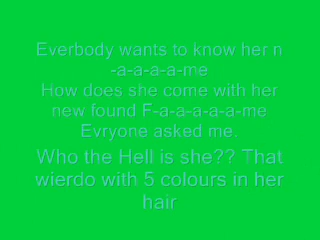 Everbody wants to know her n
-a-a-a-a-me
How does she come with her
new found F-a-a-a-a-a-me
Evryone asked me.
Who the Hell is she?? That
wierdo with 5 colours in her
hair